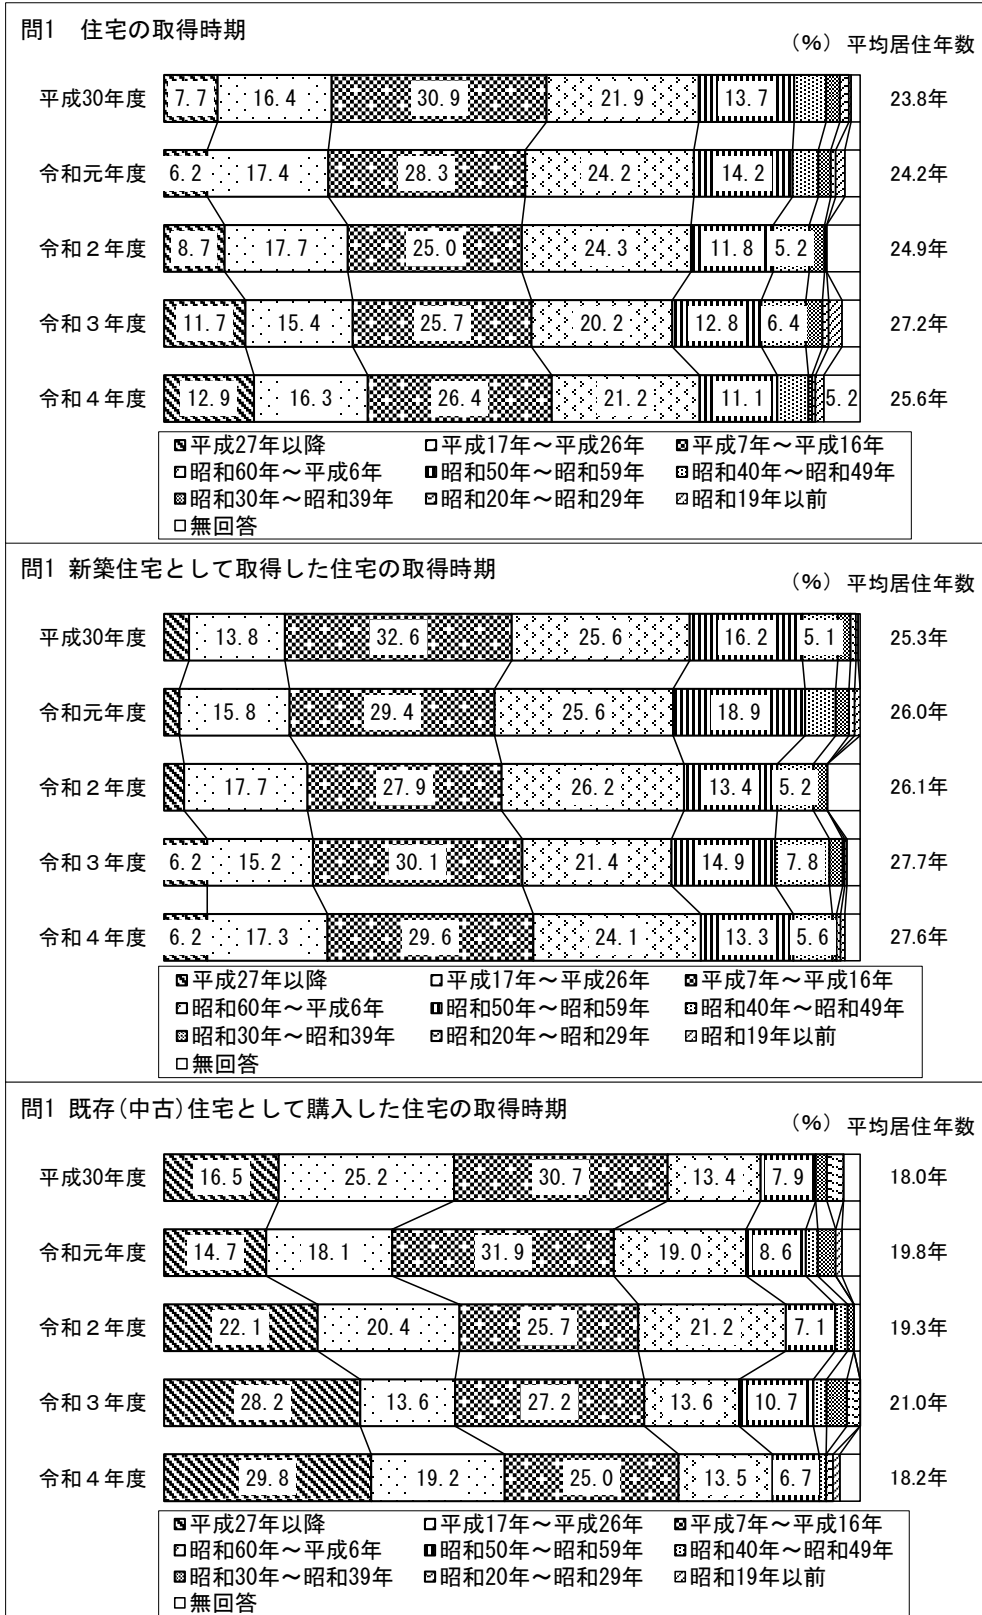 問1　住宅の取得時期
（%）平均居住年数
平成30年度 7.7 16.4 30.9 21.9 13.7 23.8年
令和元年度 6.2 17.4 28.3 24.2 14.2 24.2年
令和２年度 8.7 17.7 25.0 24.3 11.8 5.2 24.9年
令和３年度 11.7 15.4 25.7 20.2 12.8 6.4 27.2年
令和４年度 12.9 16.3 26.4 21.2 11.1 5.2 25.6年
平成27年以降 平成17年～平成26年 平成7年～平成16年
昭和60年～平成6年 昭和50年～昭和59年 昭和40年～昭和49年
昭和30年～昭和39年 昭和20年～昭和29年 昭和19年以前
無回答
問1 新築住宅として取得した住宅の取得時期
（%）平均居住年数
平成30年度 13.8 32.6 25.6 16.2 5.1 25.3年
令和元年度 15.8 29.4 25.6 18.9 26.0年
令和２年度 17.7 27.9 26.2 13.4 5.2 26.1年
令和３年度 6.2 15.2 30.1 21.4 14.9 7.8 27.7年
令和４年度 6.2 17.3 29.6 24.1 13.3 5.6 27.6年
平成27年以降 平成17年～平成26年 平成7年～平成16年
昭和60年～平成6年 昭和50年～昭和59年 昭和40年～昭和49年
昭和30年～昭和39年 昭和20年～昭和29年 昭和19年以前
無回答
問1 既存(中古)住宅として購入した住宅の取得時期
（%）平均居住年数
平成30年度 16.5 25.2 30.7 13.4 7.9 18.0年
令和元年度 14.7 18.1 31.9 19.0 8.6 19.8年
令和２年度 22.1 20.4 25.7 21.2 7.1 19.3年
令和３年度 28.2 13.6 27.2 13.6 10.7 21.0年
令和４年度 29.8 19.2 25.0 13.5 6.7 18.2年
平成27年以降 平成17年～平成26年 平成7年～平成16年
昭和60年～平成6年 昭和50年～昭和59年 昭和40年～昭和49年
昭和30年～昭和39年 昭和20年～昭和29年 昭和19年以前
無回答